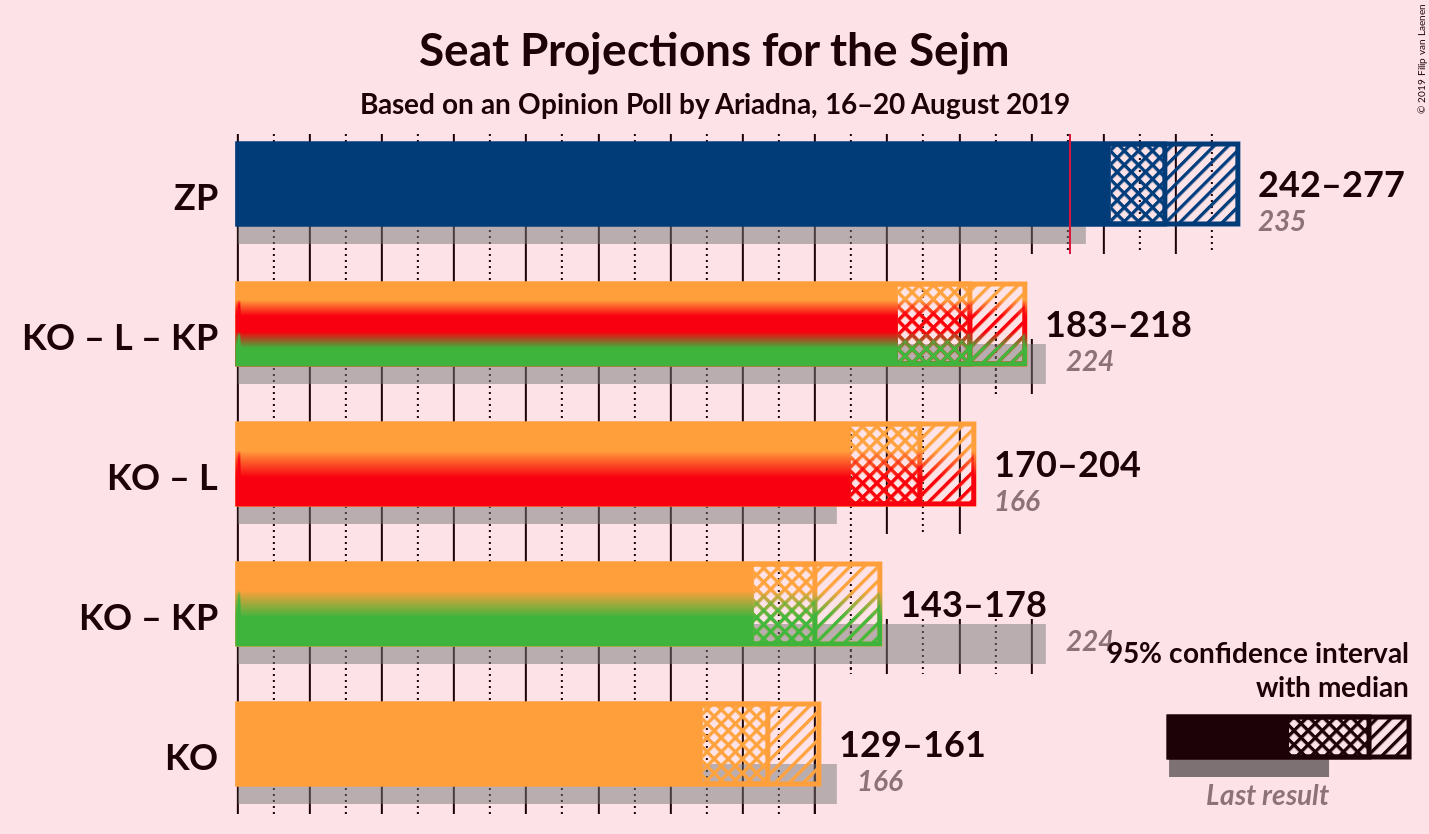 Seat Projections for the Sejm
Based on an Opinion Poll by Ariadna, 16–20 August 2019
© 2019 Filip van Laenen
ZP
242–277
235
KO – L – KP
183–218
224
KO – L
170–204
166
KO – KP
143–178
224
KO
129–161
166
95% confidence interval
with median
Last result